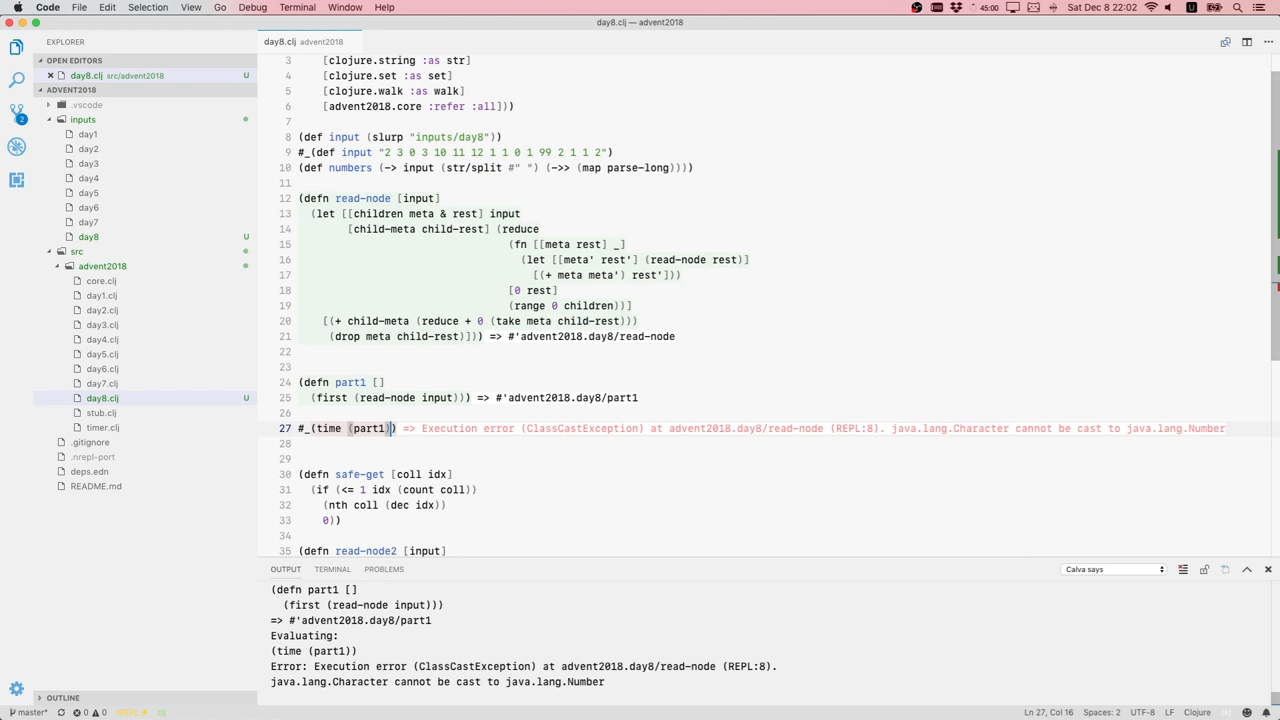 Code File Edit Selection View Go Debug Terminal Window Help 45:00 U Sat Dec 8 22:02
day8.clj — advent2018
EXPLORER
OPEN EDITORS
day8.clj src/advent2018 U
ADVENT2018
.vscode
inputs
day1
day2
day3
day4
day5
day6
day7
day8 U
src
advent2018
core.clj
day1.clj
day2.clj
day3.clj
day4.clj
day5.clj
day6.clj
day7.clj
day8.clj U
stub.clj
timer.clj
.gitignore
.nrepl-port
deps.edn
README.md
OUTLINE
2
day8.clj advent2018
3 [clojure.string :as str]
4 [clojure.set :as set]
5 [clojure.walk :as walk]
6 [advent2018.core :refer :all]))
7
8 (def input (slurp "inputs/day8"))
9 #_(def input "2 3 0 3 10 11 12 1 1 0 1 99 2 1 1 2")
10 (def numbers (-> input (str/split #" ") (->> (map parse-long))))
11
12 (defn read-node [input]
13 (let [[children meta & rest] input
14 [child-meta child-rest] (reduce
15 (fn [[meta rest] _]
16 (let [[meta' rest'] (read-node rest)]
17 [(+ meta meta') rest']))
18 [0 rest]
19 (range 0 children))]
20 [(+ child-meta (reduce + 0 (take meta child-rest)))
21 (drop meta child-rest)])) => #'advent2018.day8/read-node
22
23
24 (defn part1 []
25 (first (read-node input))) => #'advent2018.day8/part1
26
27 #_(time (part1)) => Execution error (ClassCastException) at advent2018.day8/read-node (REPL:8). java.lang.Character cannot be cast to java.lang.Number
28
29
30 (defn safe-get [coll idx]
31 (if (<= 1 idx (count coll))
32 (nth coll (dec idx))
33 0))
34
35 (defn read-node2 [input]
OUTPUT TERMINAL PROBLEMS Calva says
(defn part1 []
(first (read-node input)))
=> #'advent2018.day8/part1
Evaluating:
(time (part1))
Error: Execution error (ClassCastException) at advent2018.day8/read-node (REPL:8).
java.lang.Character cannot be cast to java.lang.Number
master* 0 0 nREPL clj Ln 27, Col 16 Spaces: 2 UTF-8 LF Clojure